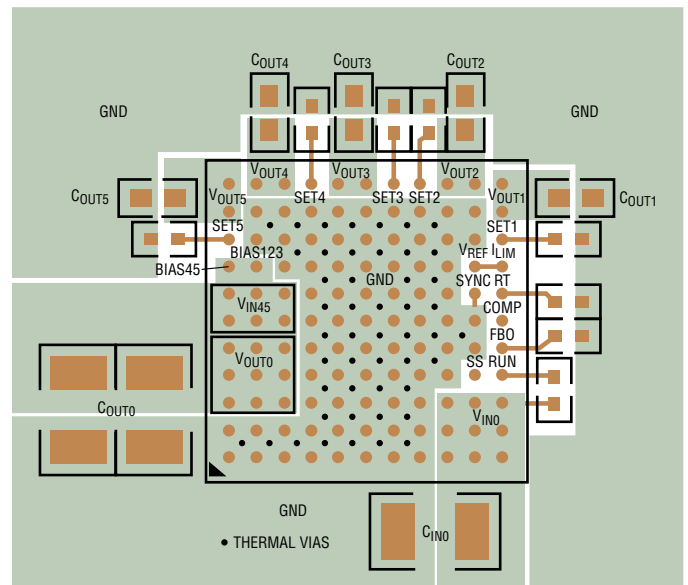 COUT4 COUT3 COUT2
GND GND
VOUT4 VOUT3 VOUT2
COUT5 VOUT5 SET4 SET3 SET2 VOUT1 COUT1
SET5 SET1
BIAS45 BIAS123 GND VREF ILIM
SYNC RT
VIN45 COMP
FBO
VOUT0 SS RUN
COUT0 VIN0
GND
CIN0
• THERMAL VIAS